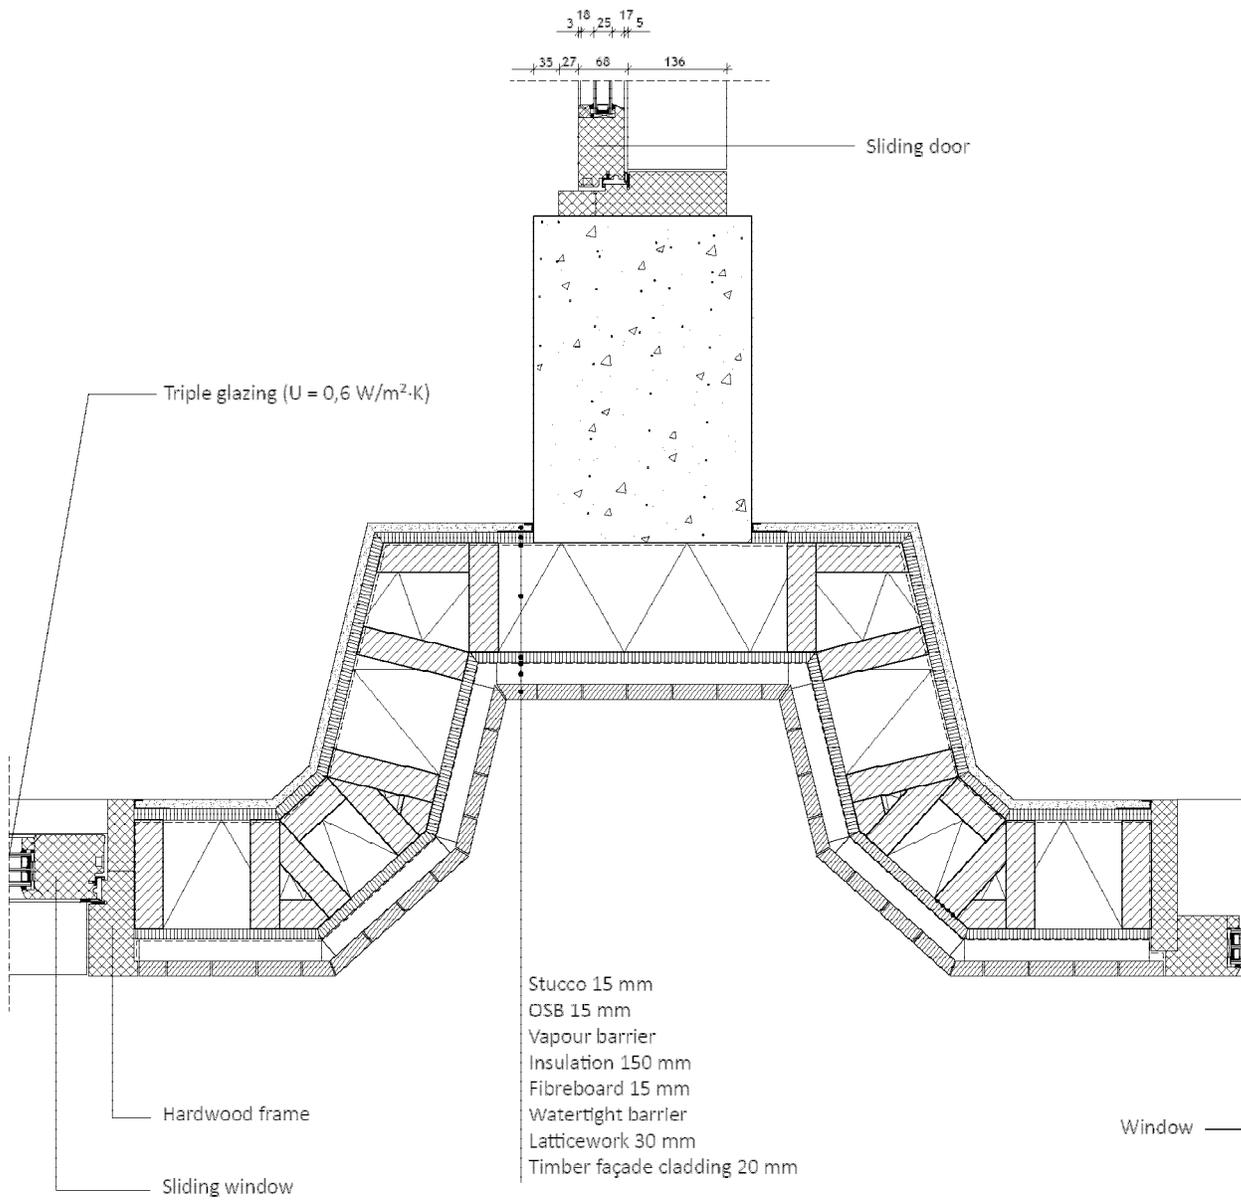 18 17
3 25 5
35 27 68 136
Sliding door
Triple glazing (U = 0,6 W/m²·K)
Stucco 15 mm
OSB 15 mm
Vapour barrier
Insulation 150 mm
Fibreboard 15 mm
Watertight barrier
Latticework 30 mm
Timber façade cladding 20 mm
Hardwood frame
Window
Sliding window